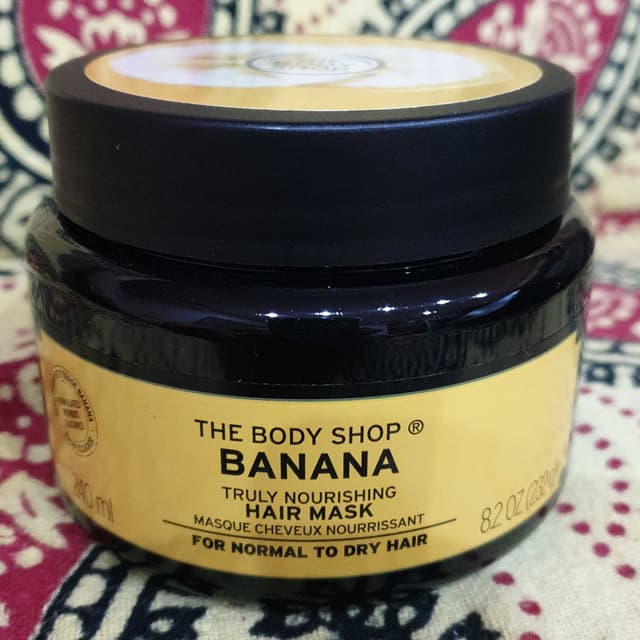 THE BODY SHOP®
BANANA
TRULY NOURISHING
HAIR MASK
MASQUE CHEVEUX NOURRISSANT
FOR NORMAL TO DRY HAIR
240 ml
8.2 OZ (232g)